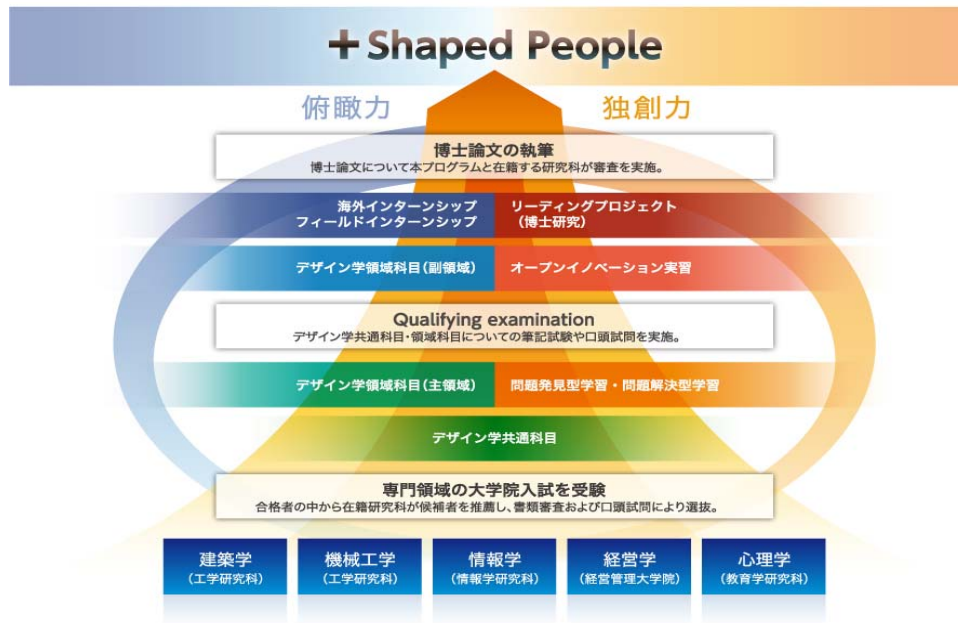 +Shaped People
俯瞰力
独創力
博士論文の執筆
博士論文について本プログラムと在籍する研究科が審査を実施。
海外インターンシップ
フィールドインターンシップ
リーディングプロジェクト
（博士研究）
デザイン学領域科目（副領域）
オープンイノベーション実習
Qualifying examination
デザイン学共通科目・領域科目についての筆記試験や口頭試問を実施。
デザイン学領域科目（主領域）
問題発見型学習・問題解決型学習
デザイン学共通科目
専門領域の大学院入試を受験
合格者の中から在籍研究科が候補者を推薦し、書類審査および口頭試問により選抜。
建築学
（工学研究科）
機械工学
（工学研究科）
情報学
（情報学研究科）
経営学
（経営管理大学院）
心理学
（教育学研究科）